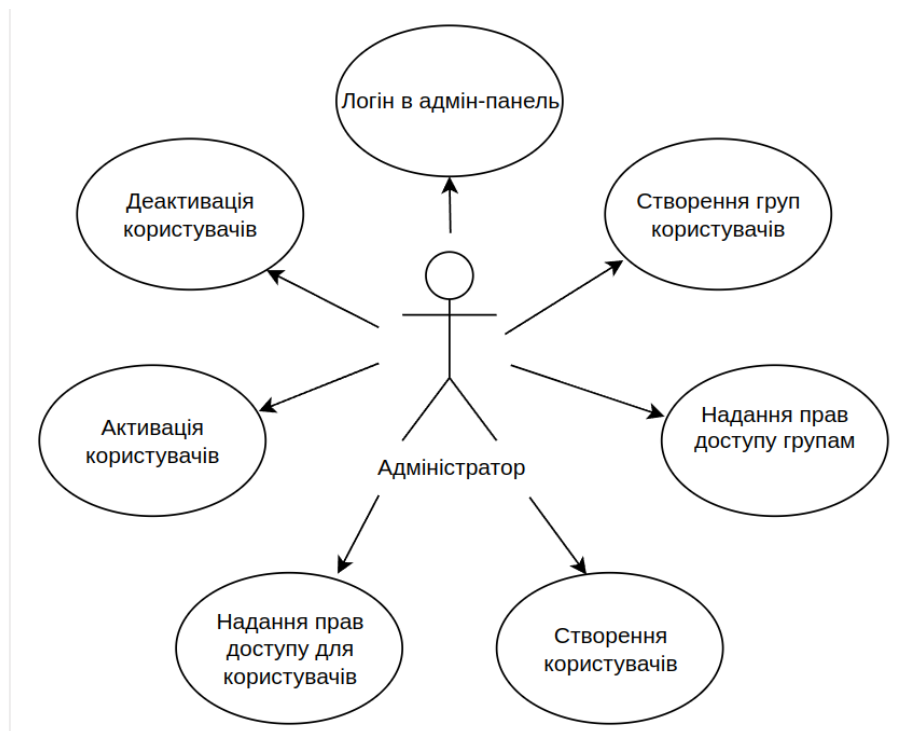 Логін в адмін-панель
Деактивація
користувачів
Створення груп
користувачів
Активація
користувачів
Надання прав
доступу групам
Адміністратор
Надання прав
доступу для
користувачів
Створення
користувачів